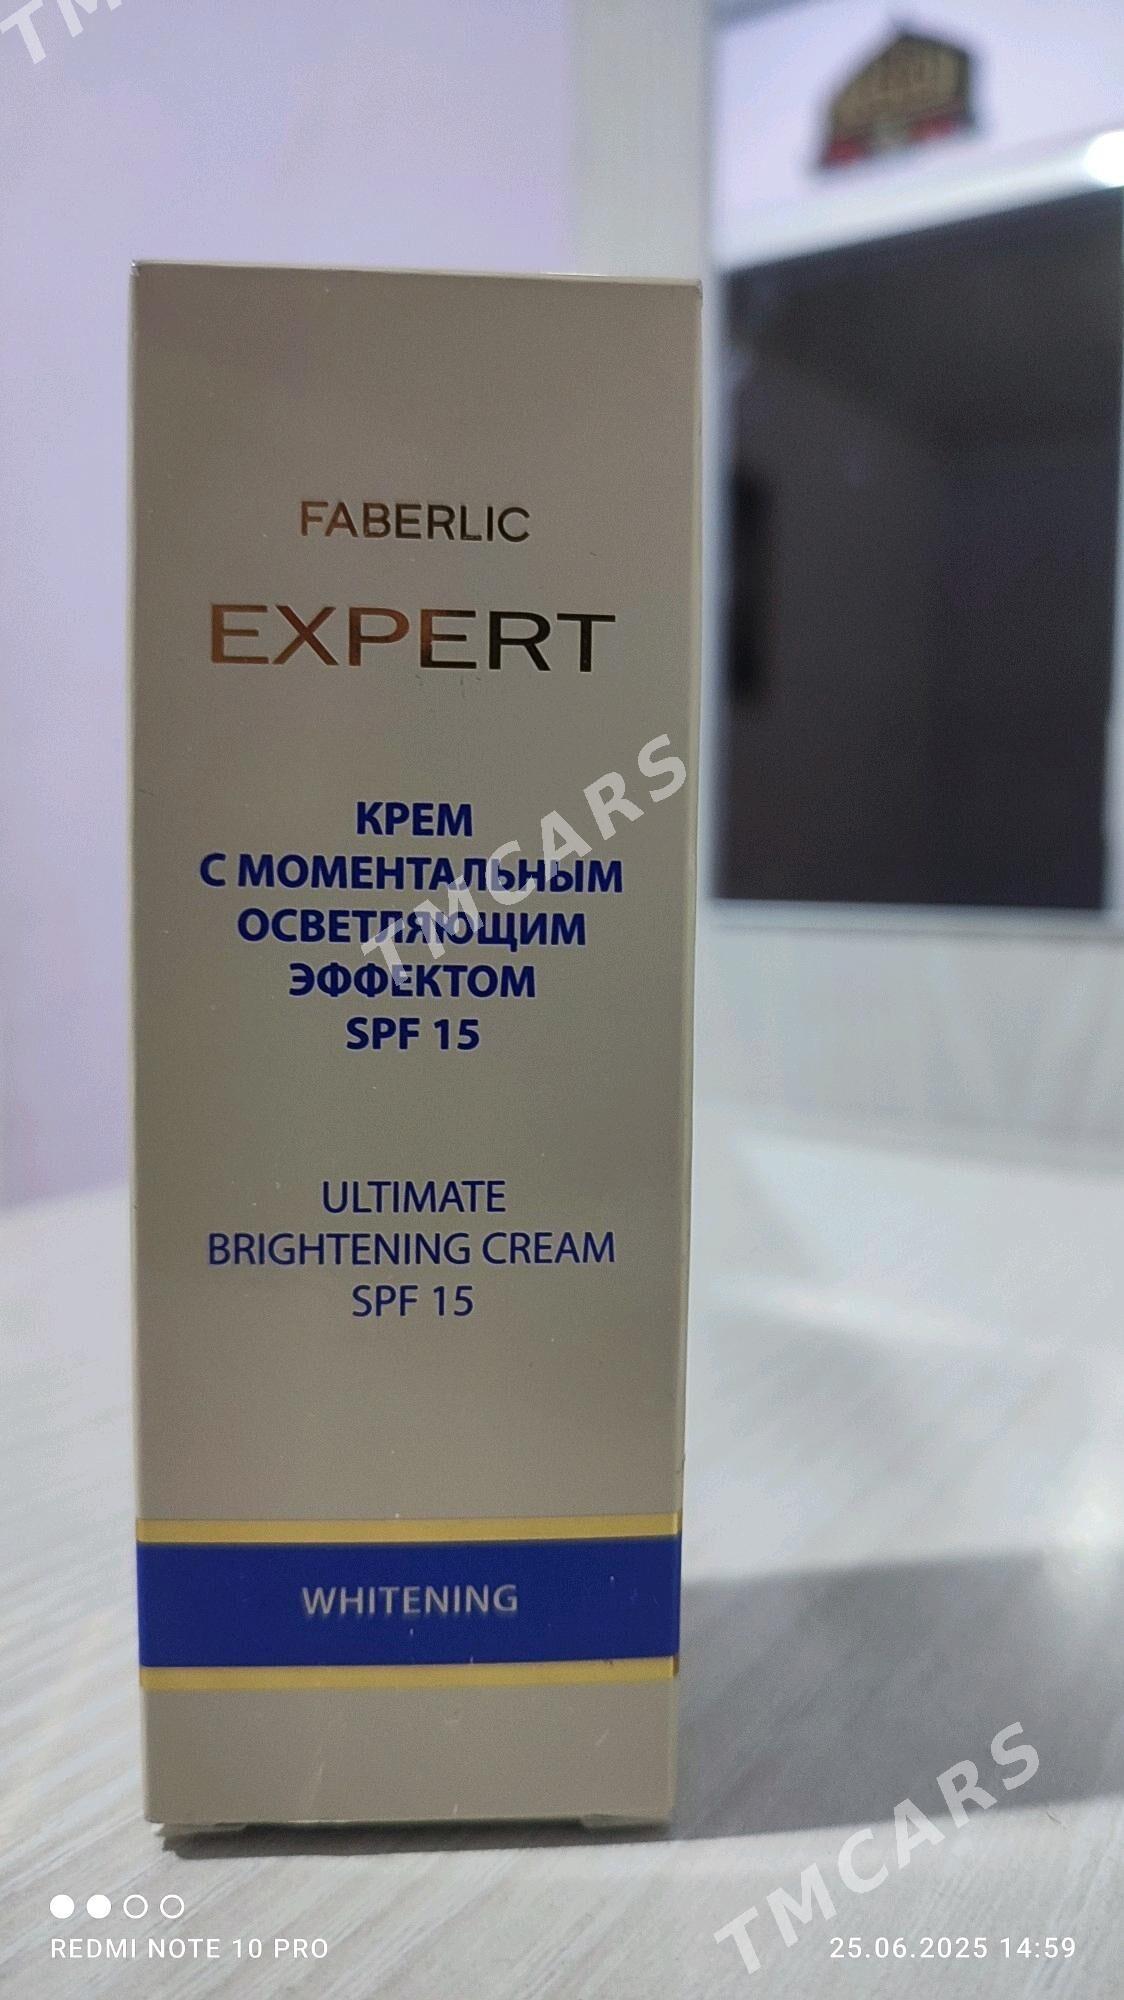 TM
FABERLIC
EXPERT
КРЕМ
С МОМЕНТАЛЬНЫМ
ОСВЕТЛЯЮЩИМ
ЭФФЕКТОМ
SPF 15
TMCARS
ULTIMATE
BRIGHTENING CREAM
SPF 15
WHITENING
TMCARS
REDMI NOTE 10 PRO
25.06.2025 14:59